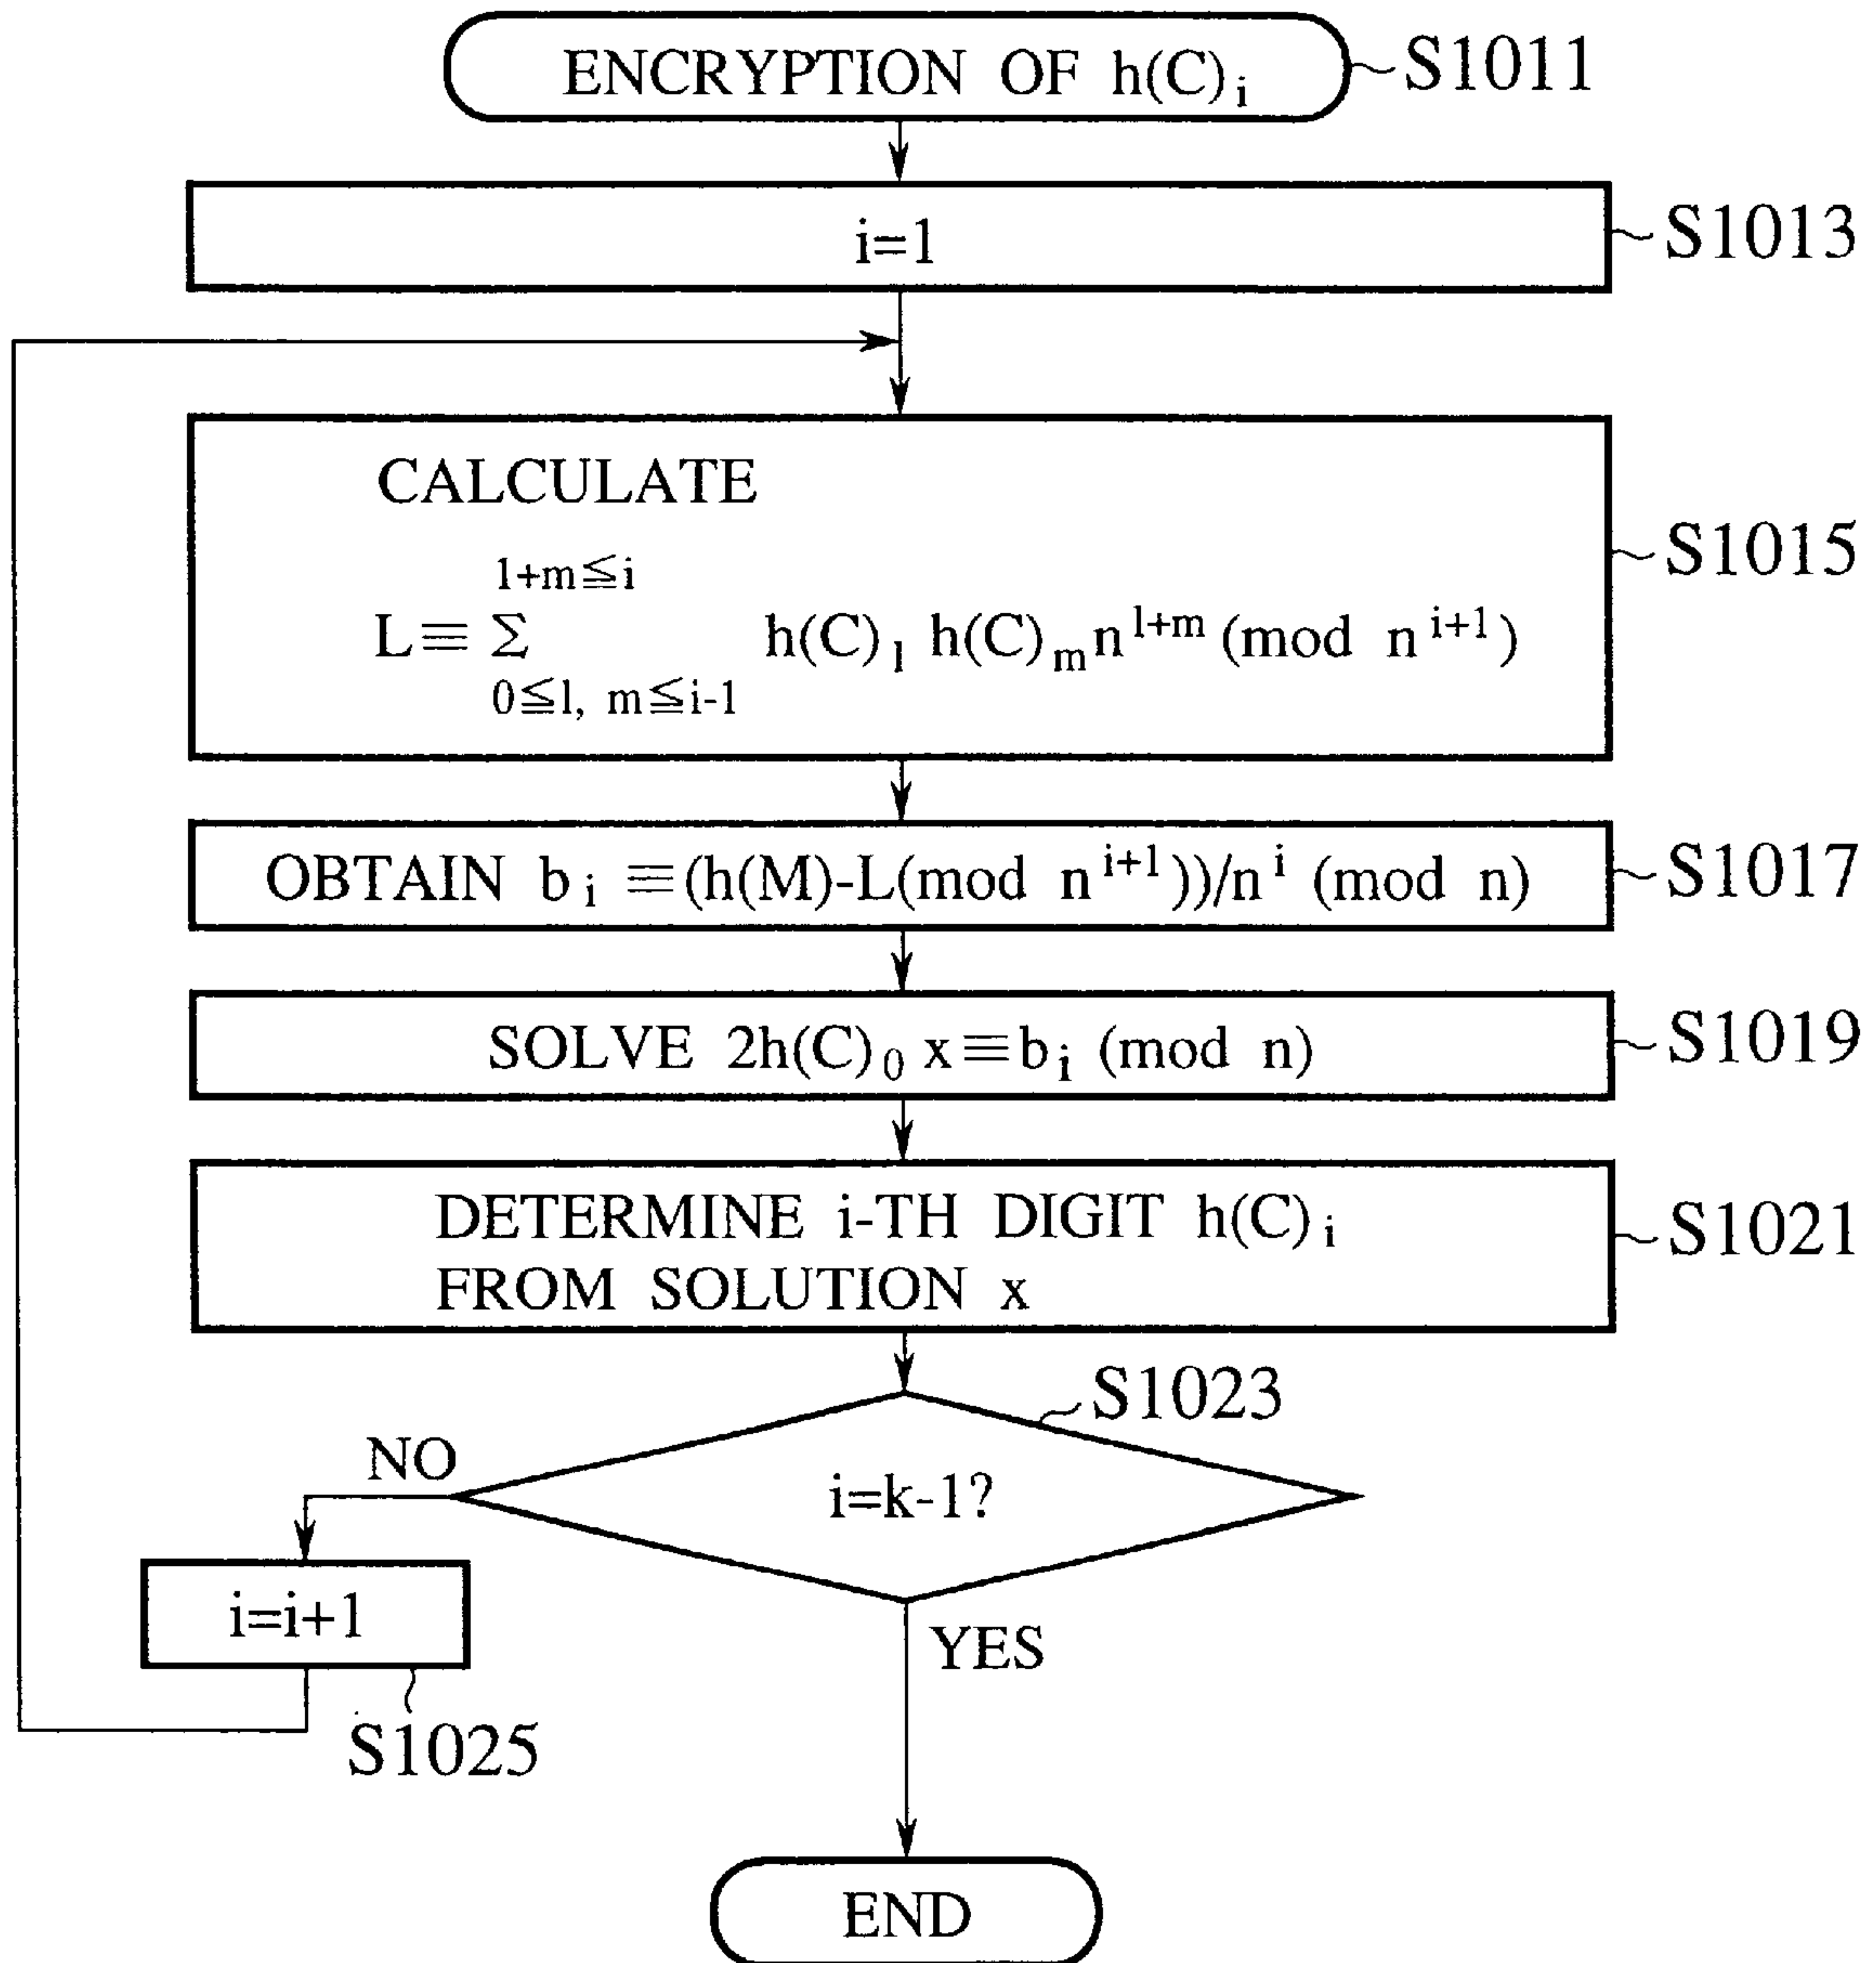 ENCRYPTION OF h(C)i
S1011
i=1
S1013
CALCULATE
l+m≦i
L≡ Σ h(C)l h(C)m n^l+m (mod n^i+1)
0≦l, m≦i-1
S1015
OBTAIN bi ≡(h(M)-L(mod n^i+1))/n^i (mod n)
S1017
SOLVE 2h(C)0 x≡bi (mod n)
S1019
DETERMINE i-TH DIGIT h(C)i
FROM SOLUTION x
S1021
S1023
i=k-1?
NO
i=i+1
S1025
YES
END